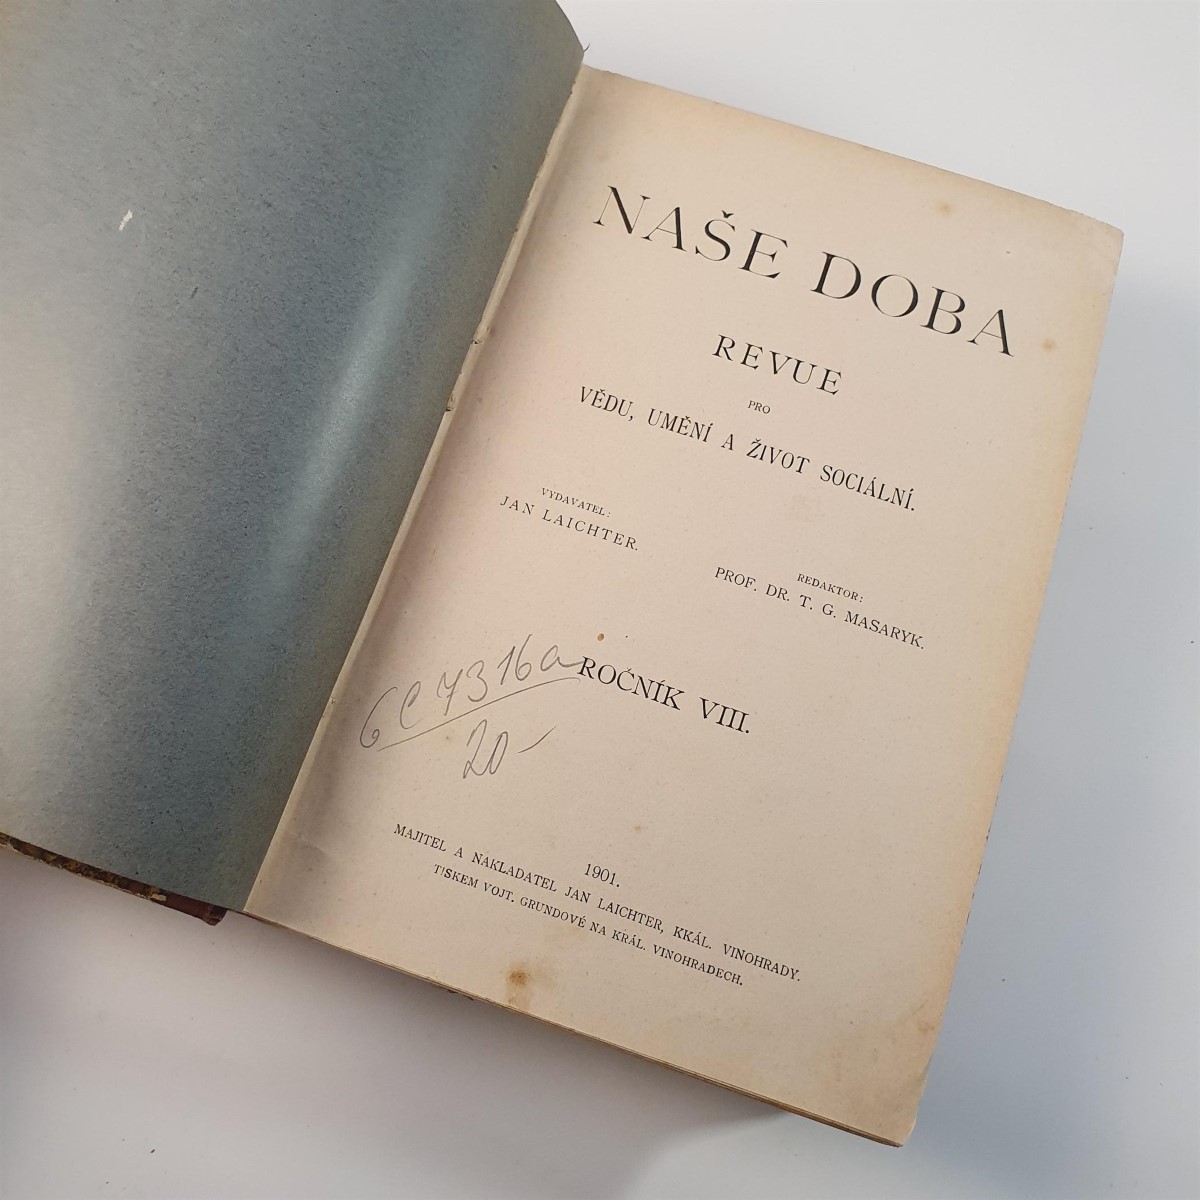 NAŠE DOBA
REVUE
PRO
VĚDU, UMĚNÍ A ŽIVOT SOCIÁLNÍ.
VYDAVATEL:
JAN LAICHTER.
REDAKTOR:
PROF. DR. T. G. MASARYK.
6C 7316a
20-
ROČNÍK VIII.
1901.
MAJITEL A NAKLADATEL JAN LAICHTER, KKÁL. VINOHRADY.
TISKEM VOJT. GRUNDOVÉ NA KRÁL. VINOHRADECH.